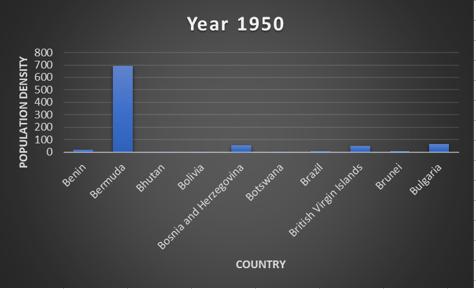 Year 1950
POPULATION DENSITY
800
700
600
500
400
300
200
100
0
Benin
Bermuda
Bhutan
Bolivia
Bosnia and Herzegovina
Botswana
Brazil
British Virgin Islands
Brunei
Bulgaria
COUNTRY